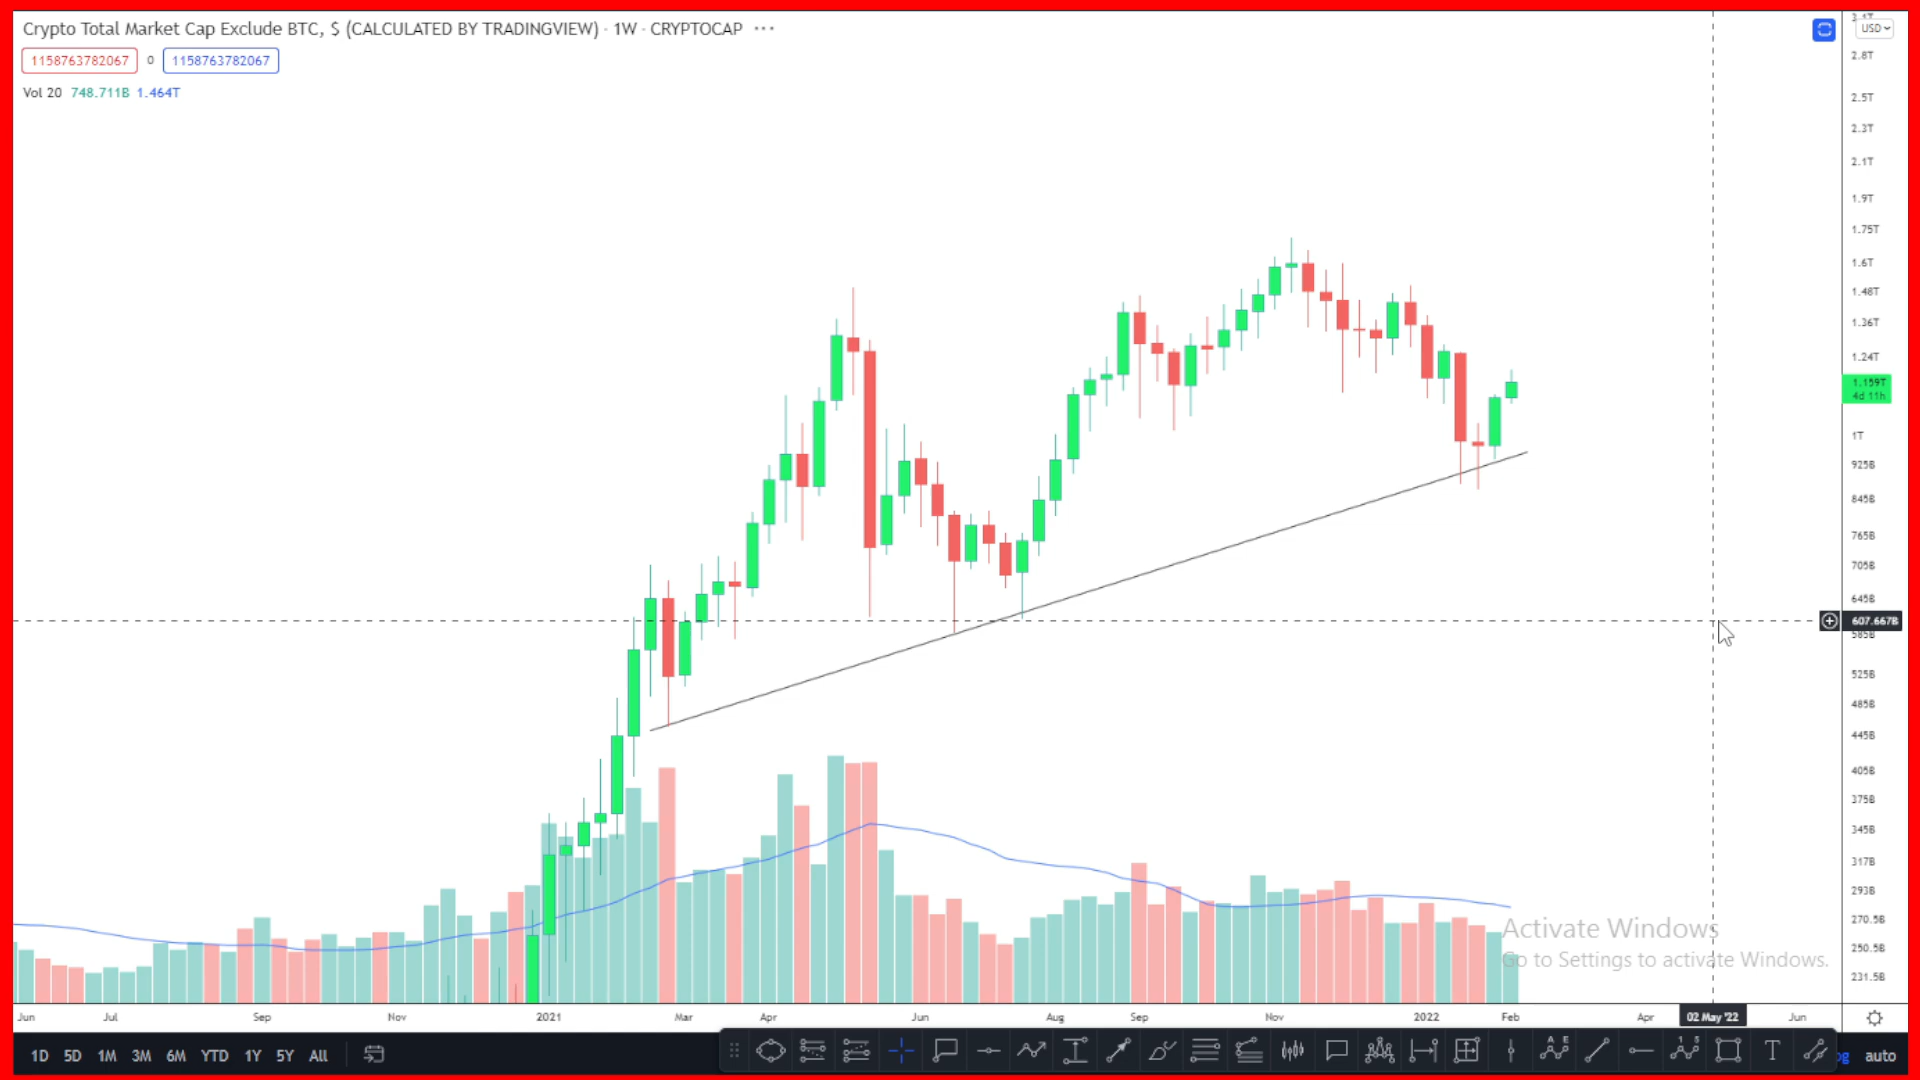 Crypto Total Market Cap Exclude BTC, $ (CALCULATED BY TRADINGVIEW) · 1W · CRYPTOCAP ···
1158763782067 0 1158763782067
Vol 20 748.711B 1.464T
USD
2.8T
2.5T
2.3T
2.1T
1.9T
1.75T
1.6T
1.48T
1.36T
1.24T
1.159T
4d 11h
1T
925B
845B
765B
705B
645B
607.667B
585B
525B
485B
445B
405B
375B
345B
317B
293B
270.5B
250.5B
231.5B
Activate Windows
Go to Settings to activate Windows.
Jun Jul Sep Nov 2021 Mar Apr Jun Aug Sep Nov 2022 Feb Apr 02 May '22 Jun
1D 5D 1M 3M 6M YTD 1Y 5Y All auto